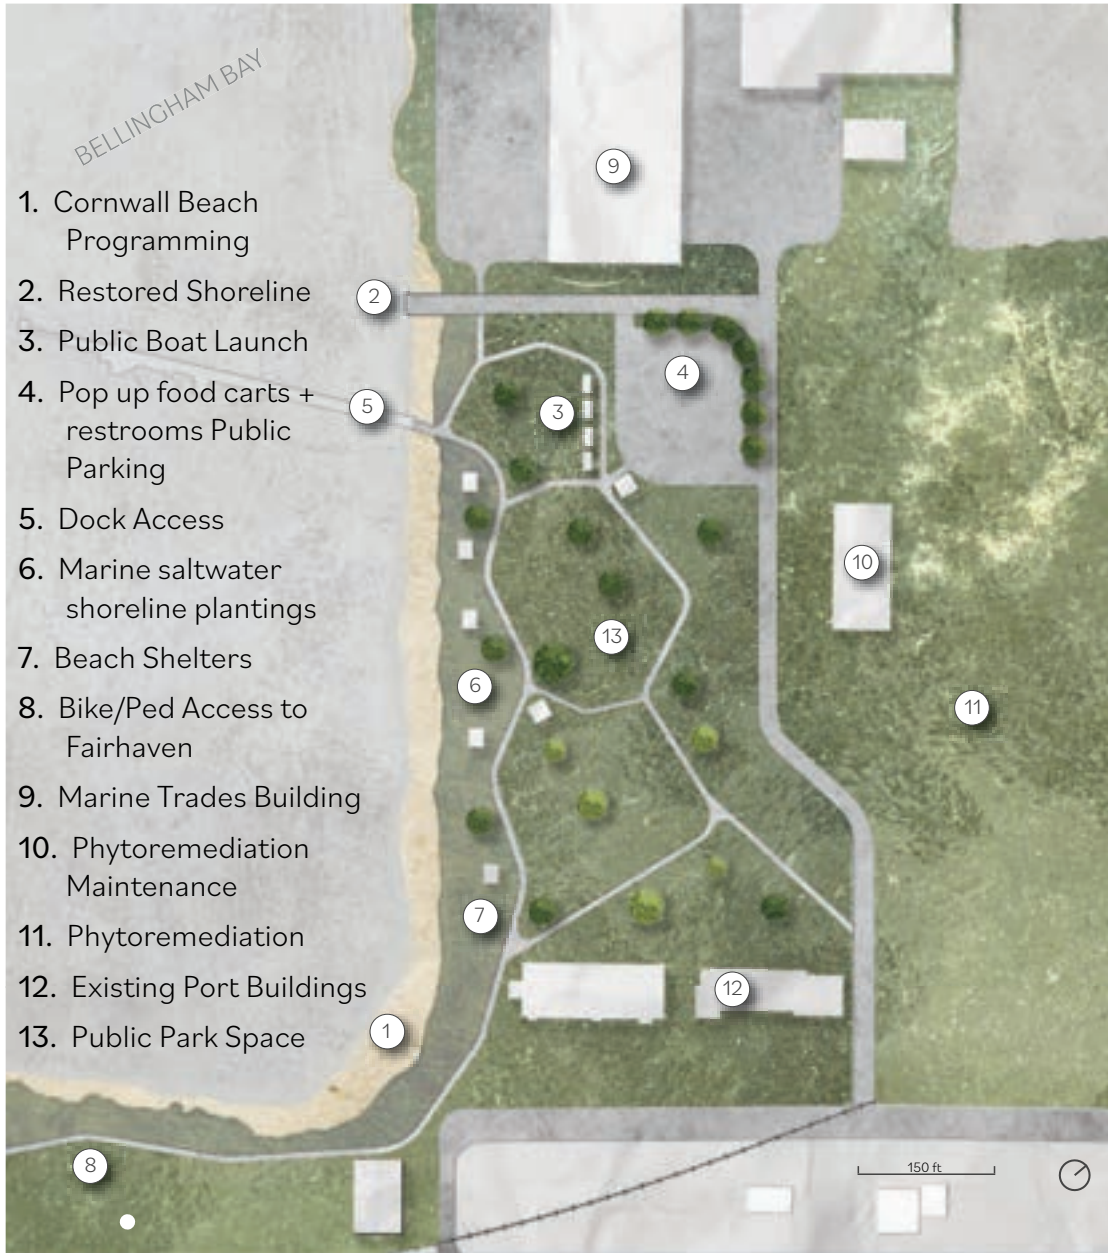 BELLINGHAM BAY
1. Cornwall Beach
Programming
2. Restored Shoreline
3. Public Boat Launch
4. Pop up food carts +
restrooms Public
Parking
5. Dock Access
6. Marine saltwater
shoreline plantings
7. Beach Shelters
8. Bike/Ped Access to
Fairhaven
9. Marine Trades Building
10. Phytoremediation
Maintenance
11. Phytoremediation
12. Existing Port Buildings
13. Public Park Space
9
2
4
5
3
10
13
6
11
7
12
1
8
150 ft